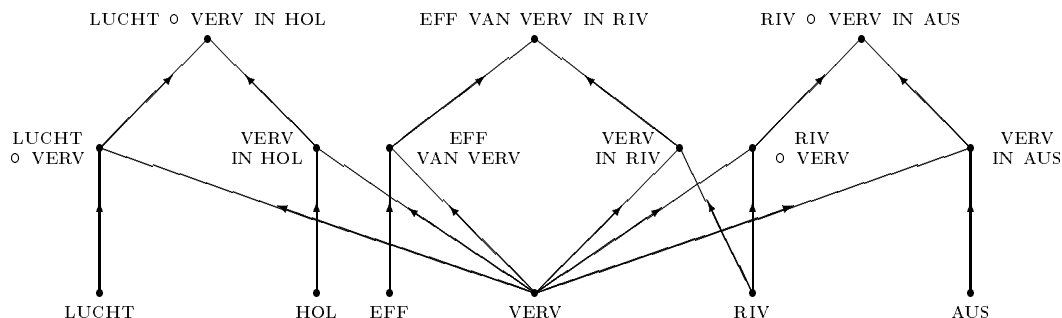 LUCHT O VERV IN HOL
EFF VAN VERV IN RIV
RIV O VERV IN AUS
LUCHT
O VERV
VERV
IN HOL
EFF
VAN VERV
VERV
IN RIV
RIV
O VERV
VERV
IN AUS
LUCHT
HOL
EFF
VERV
RIV
AUS